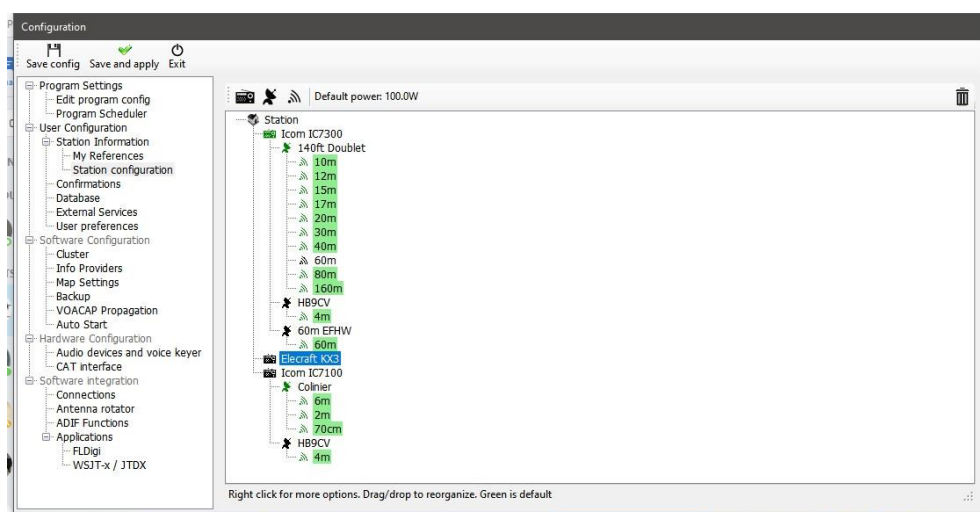 Configuration
Save config Save and apply Exit
Program Settings
Edit program config
Program Scheduler
User Configuration
Station Information
My References
Station configuration
Confirmations
Database
External Services
User preferences
Software Configuration
Cluster
Info Providers
Map Settings
Backup
VOACAP Propagation
Auto Start
Hardware Configuration
Audio devices and voice keyer
CAT interface
Software integration
Connections
Antenna rotator
ADIF Functions
Applications
FLDigi
WSJT-x / JTDX
Default power: 100.0W
Station
Icom IC7300
140ft Doublet
10m
12m
15m
17m
20m
30m
40m
60m
80m
160m
HB9CV
4m
60m EFHW
60m
Elecraft KX3
Icom IC7100
Colinier
6m
2m
70cm
HB9CV
4m
Right click for more options. Drag/drop to reorganize. Green is default